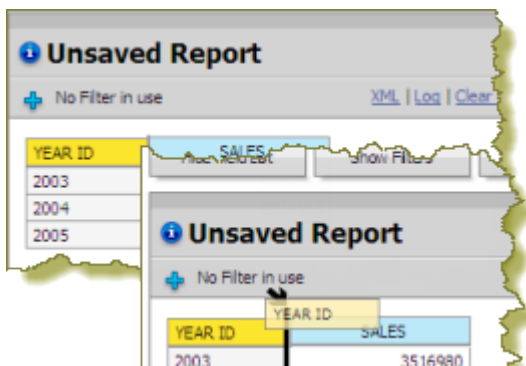 Unsaved Report
No Filter in use
XML | Log | Clear
YEAR ID SALES
2003
2004
2005
Show Filters
Unsaved Report
No Filter in use
YEAR ID
YEAR ID SALES
2003 3516980